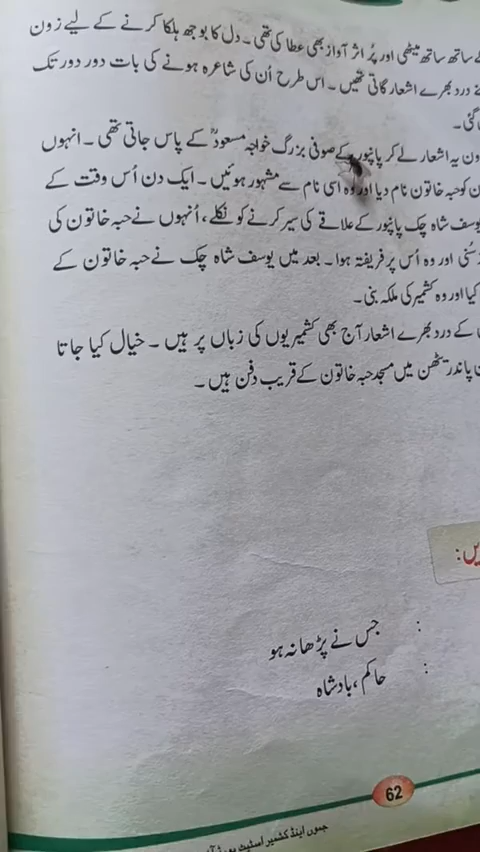 ساتھ ساتھ میٹھی اور پُر اثر آواز بھی عطا کی تھی۔ دل کا بوجھ ہلکا کرنے کے لیے زون
درد بھرے اشعار گاتی تھیں۔ اس طرح اُن کی شاعرہ ہونے کی بات دور دور تک
گئی۔
یہ اشعار لے کر پانپور کے صوفی بزرگ خواجہ مسعودؒ کے پاس جاتی تھی۔ انہوں
کو حبہ خاتون نام دیا اور وہ اسی نام سے مشہور ہوئیں۔ ایک دن اُس وقت کے
یوسف شاہ چک پانپور کے علاقے کی سیر کرنے کو نکلے، اُنہوں نے حبہ خاتون کی
سُنی اور وہ اُس پر فریفتہ ہوا۔ بعد میں یوسف شاہ چک نے حبہ خاتون کے
کیا اور وہ کشمیر کی ملکہ بنی۔
کے درد بھرے اشعار آج بھی کشمیریوں کی زباں پر ہیں۔ خیال کیا جاتا
پاندریٹھن میں مسجد حبہ خاتون کے قریب دفن ہیں۔
یں:
: جس نے پڑھا نہ ہو
: حاکم، بادشاہ
62
جموں اینڈ کشمیر اسٹیٹ